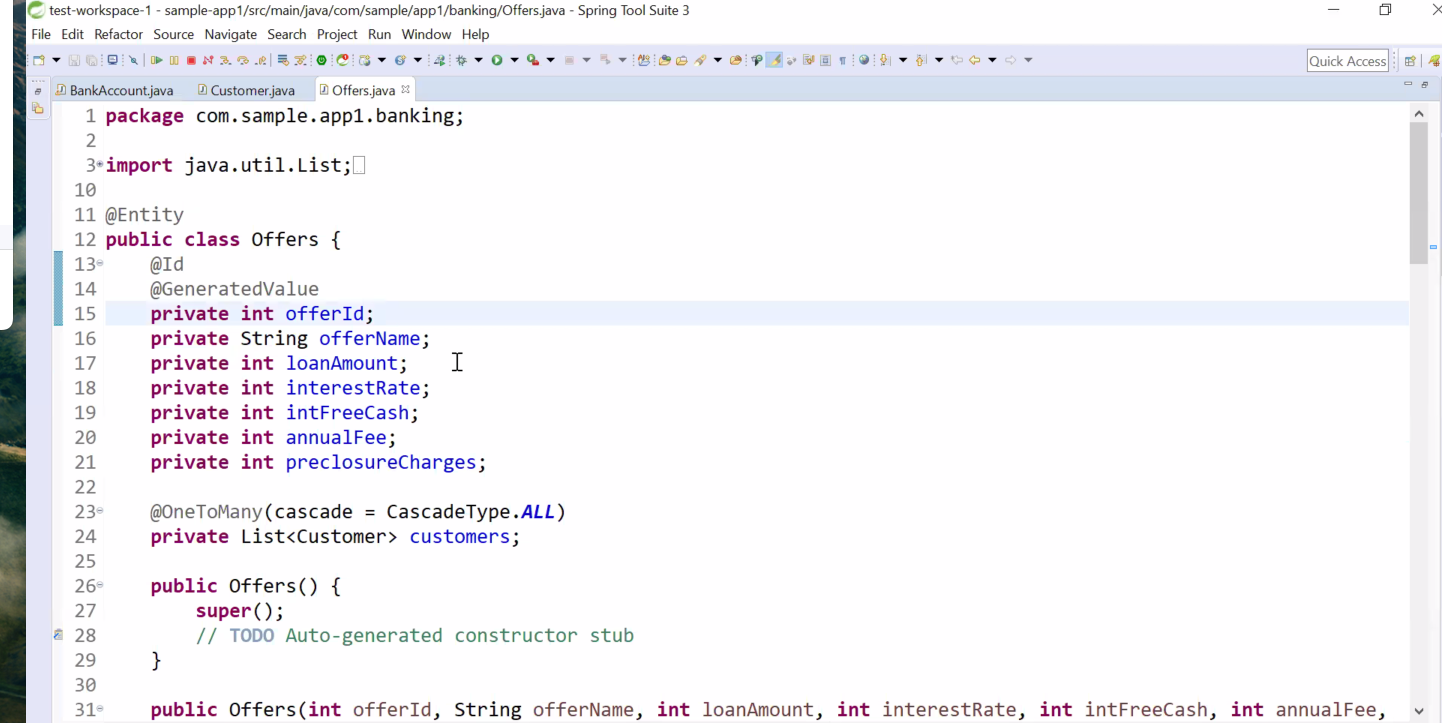 test-workspace-1 - sample-app1/src/main/java/com/sample/app1/banking/Offers.java - Spring Tool Suite 3
File Edit Refactor Source Navigate Search Project Run Window Help
Quick Access
BankAccount.java Customer.java Offers.java
1 package com.sample.app1.banking;
2
3 import java.util.List;
10
11 @Entity
12 public class Offers {
13 @Id
14 @GeneratedValue
15 private int offerId;
16 private String offerName;
17 private int loanAmount;
18 private int interestRate;
19 private int intFreeCash;
20 private int annualFee;
21 private int preclosureCharges;
22
23 @OneToMany(cascade = CascadeType.ALL)
24 private List<Customer> customers;
25
26 public Offers() {
27 super();
28 // TODO Auto-generated constructor stub
29 }
30
31 public Offers(int offerId, String offerName, int loanAmount, int interestRate, int intFreeCash, int annualFee,